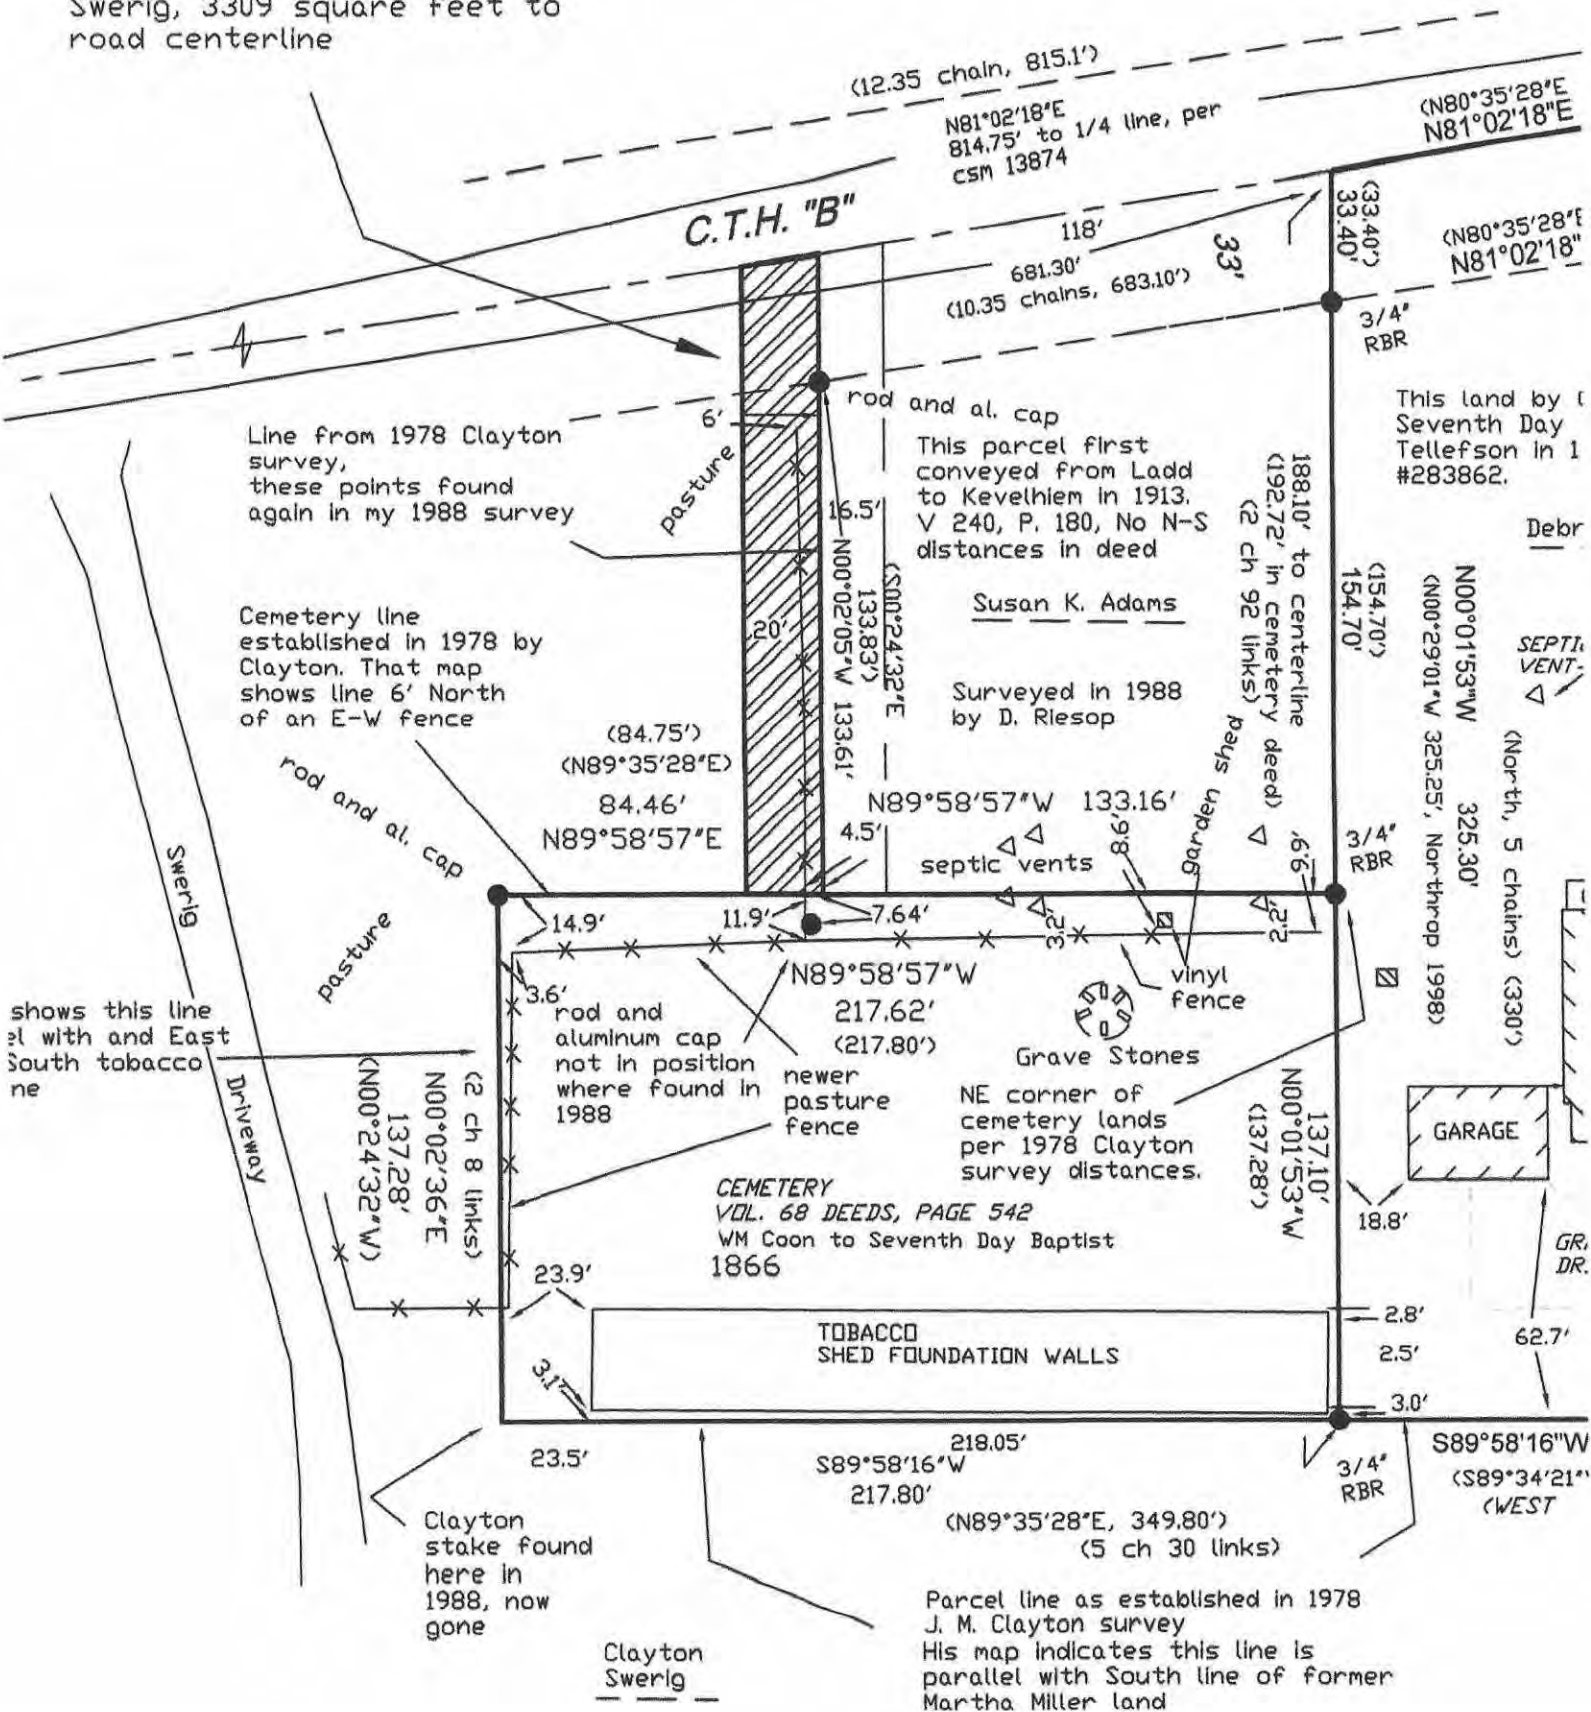 Swerig, 3309 square feet to
road centerline
(12.35 chain, 815.1')
N81°02'18"E
814.75' to 1/4 line, per
csm 13874
(N80°35'28"E
N81°02'18"E
C.T.H. "B"
118'
681.30'
(10.35 chains, 683.10')
33'
(33.40')
33.40'
(N80°35'28"E
N81°02'18"
3/4"
RBR
rod and al. cap
6'
Line from 1978 Clayton
survey,
these points found
again in my 1988 survey
pasture
This parcel first
conveyed from Ladd
to Kevelhiem in 1913.
V 240, P. 180, No N-S
distances in deed
This land by
Seventh Day
Tellefson in 1
#283862.
Debr
16.5'
20'
N00°02'05"W 133.61'
133.83')
(S00°24'32"E
188.10' to centerline
(192.72' in cemetery deed)
(2 ch 92 links)
(154.70')
154.70'
N00°01'53"W 325.30'
(N00°29'01"W 325.25', Northrop 1998)
(North, 5 chains) (330')
Susan K. Adams
SEPTI
VENT
Cemetery line
established in 1978 by
Clayton. That map
shows line 6' North
of an E-W fence
Surveyed in 1988
by D. Riesop
garden shed
(84.75')
(N89°35'28"E)
84.46'
N89°58'57"E
rod and al. cap
N89°58'57"W 133.16'
4.5'
septic vents
8.6'
9.9'
3/4"
RBR
Swerig
Driveway
pasture
14.9'
11.9'
7.64'
3.2'
2.2'
3.6'
N89°58'57"W
217.62'
(217.80')
vinyl
fence
shows this line
el with and East
South tobacco
ne
rod and
aluminum cap
not in position
where found in
1988
newer
pasture
fence
Grave Stones
NE corner of
cemetery lands
per 1978 Clayton
survey distances.
(2 ch 8 links)
N00°02'36"E
137.28'
(N00°24'32"W)
137.10'
N00°01'53"W
(137.28')
GARAGE
CEMETERY
VOL. 68 DEEDS, PAGE 542
WM Coon to Seventh Day Baptist
1866
18.8'
GR
DR.
23.9'
TOBACCO
SHED FOUNDATION WALLS
2.8'
2.5'
62.7'
3.1'
3.0'
23.5'
218.05'
S89°58'16"W
217.80'
3/4"
RBR
S89°58'16"W
(S89°34'21"
(WEST
(N89°35'28"E, 349.80')
(5 ch 30 links)
Clayton
stake found
here in
1988, now
gone
Clayton
Swerig
Parcel line as established in 1978
J. M. Clayton survey
His map indicates this line is
parallel with South line of former
Martha Miller land